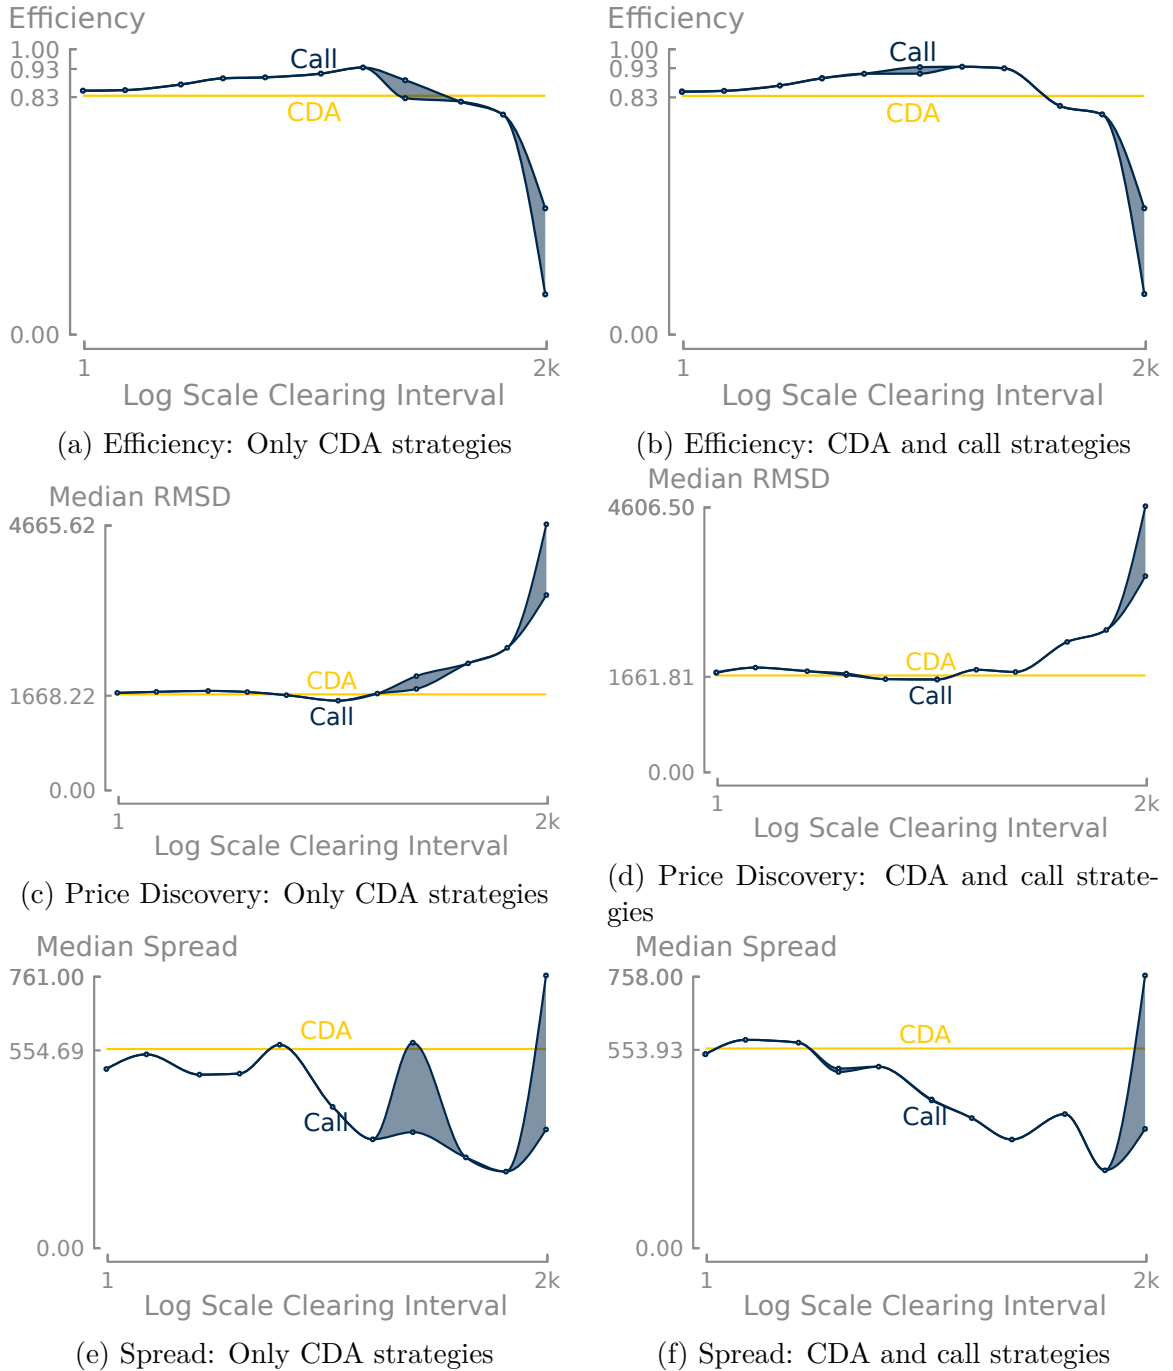 Efficiency
1.00
0.93
0.83
0.00
Call
CDA
1
2k
Log Scale Clearing Interval
(a) Efficiency: Only CDA strategies
Efficiency
1.00
0.93
0.83
0.00
Call
CDA
1
2k
Log Scale Clearing Interval
(b) Efficiency: CDA and call strategies
Median RMSD
4665.62
1668.22
0.00
CDA
Call
1
2k
Log Scale Clearing Interval
(c) Price Discovery: Only CDA strategies
Median RMSD
4606.50
1661.81
0.00
CDA
Call
1
2k
Log Scale Clearing Interval
(d) Price Discovery: CDA and call strate-
gies
Median Spread
761.00
554.69
0.00
CDA
Call
1
2k
Log Scale Clearing Interval
(e) Spread: Only CDA strategies
Median Spread
758.00
553.93
0.00
CDA
Call
1
2k
Log Scale Clearing Interval
(f) Spread: CDA and call strategies